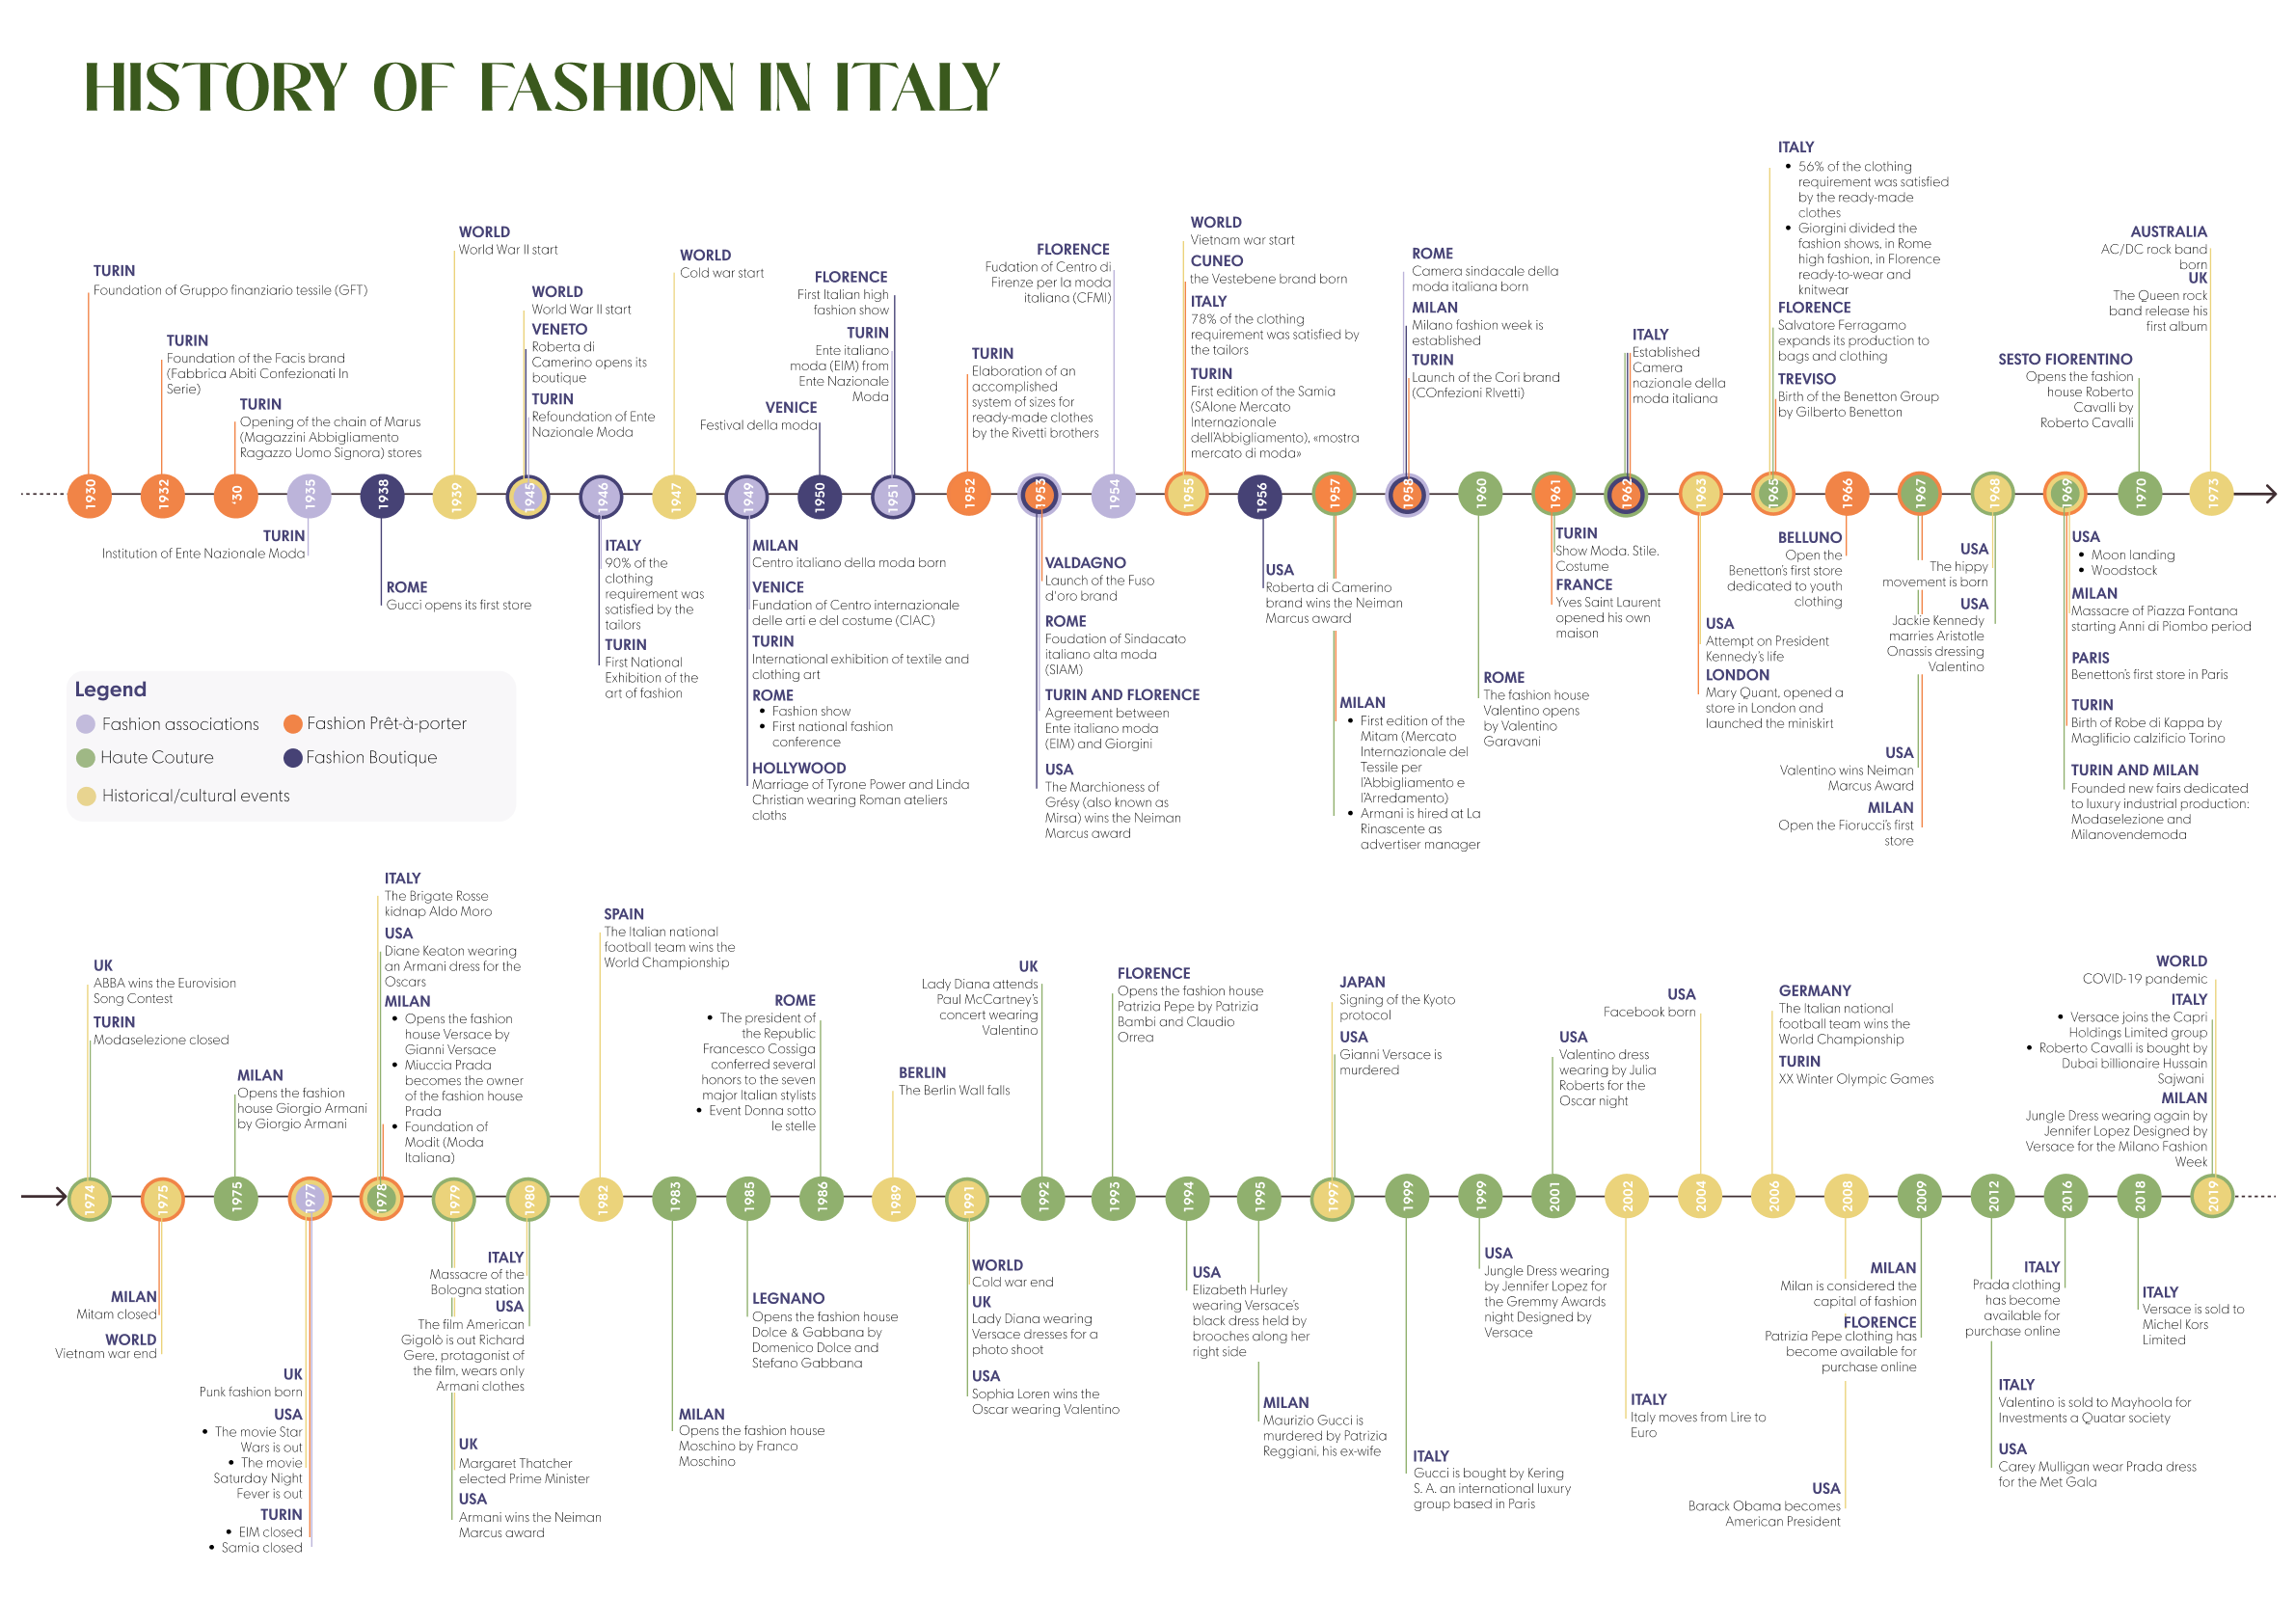 HISTORY OF FASHION IN ITALY
TURIN
Foundation of Gruppo finanziario tessile (GFT)
1930
TURIN
Foundation of the Facis brand
(Fabbrica Abiti Confezionati In
Serie)
1932
TURIN
Opening of the chain of Marus
(Magazzini Abbigliamento
Ragazzo Uomo Signora) stores
'30
1935
TURIN
Institution of Ente Nazionale Moda
1938
ROME
Gucci opens its first store
WORLD
World War II start
1939
WORLD
World War II start
VENETO
Roberta di
Camerino opens its
boutique
TURIN
Refoundation of Ente
Nazionale Moda
1945
1946
ITALY
90% of the
clothing
requirement was
satisfied by the
tailors
TURIN
First National
Exhibition of the
art of fashion
WORLD
Cold war start
1947
1949
MILAN
Centro italiano della moda born
VENICE
Fundation of Centro internazionale
delle arti e del costume (CIAC)
TURIN
International exhibition of textile and
clothing art
ROME
• Fashion show
• First national fashion
conference
HOLLYWOOD
Marriage of Tyrone Power and Linda
Christian wearing Roman ateliers
cloths
VENICE
Festival della moda
1950
FLORENCE
First Italian high
fashion show
TURIN
Ente italiano
moda (EIM) from
Ente Nazionale
Moda
1951
TURIN
Elaboration of an
accomplished
system of sizes for
ready-made clothes
by the Rivetti brothers
1952
1953
VALDAGNO
Launch of the Fuso
d'oro brand
ROME
Foudation of Sindacato
italiano alta moda
(SIAM)
TURIN AND FLORENCE
Agreement between
Ente italiano moda
(EIM) and Giorgini
USA
The Marchioness of
Grésy (also known as
Mirsa) wins the Neiman
Marcus award
FLORENCE
Fudation of Centro di
Firenze per la moda
italiana (CFMI)
1954
WORLD
Vietnam war start
CUNEO
the Vestebene brand born
ITALY
78% of the clothing
requirement was satisfied by
the tailors
TURIN
First edition of the Samia
(SAlone Mercato
Internazionale
dell'Abbigliamento), «mostra
mercato di moda»
1955
1956
USA
Roberta di Camerino
brand wins the Neiman
Marcus award
1957
MILAN
• First edition of the
Mitam (Mercato
Internazionale del
Tessile per
l'Abbigliamento e
l'Arredamento)
• Armani is hired at La
Rinascente as
advertiser manager
ROME
Camera sindacale della
moda italiana born
MILAN
Milano fashion week is
established
TURIN
Launch of the Cori brand
(COnfezioni RIvetti)
1958
1960
ROME
The fashion house
Valentino opens
by Valentino
Garavani
1961
TURIN
Show Moda. Stile.
Costume
FRANCE
Yves Saint Laurent
opened his own
maison
ITALY
Established
Camera
nazionale della
moda italiana
1962
1963
USA
Attempt on President
Kennedy's life
LONDON
Mary Quant, opened a
store in London and
launched the miniskirt
ITALY
• 56% of the clothing
requirement was satisfied
by the ready-made
clothes
• Giorgini divided the
fashion shows, in Rome
high fashion, in Florence
ready-to-wear and
knitwear
FLORENCE
Salvatore Ferragamo
expands its production to
bags and clothing
TREVISO
Birth of the Benetton Group
by Gilberto Benetton
1965
1966
BELLUNO
Open the
Benetton's first store
dedicated to youth
clothing
1967
USA
Valentino wins Neiman
Marcus Award
MILAN
Open the Fiorucci's first
store
1968
USA
The hippy
movement is born
USA
Jackie Kennedy
marries Aristotle
Onassis dressing
Valentino
1969
USA
• Moon landing
• Woodstock
MILAN
Massacre of Piazza Fontana
starting Anni di Piombo period
PARIS
Benetton's first store in Paris
TURIN
Birth of Robe di Kappa by
Maglificio calzificio Torino
TURIN AND MILAN
Founded new fairs dedicated
to luxury industrial production:
Modaselezione and
Milanovendemoda
SESTO FIORENTINO
Opens the fashion
house Roberto
Cavalli by
Roberto Cavalli
1970
AUSTRALIA
AC/DC rock band
born
UK
The Queen rock
band release his
first album
1973
Legend
Fashion associations
Fashion Prêt-à-porter
Haute Couture
Fashion Boutique
Historical/cultural events
UK
ABBA wins the Eurovision
Song Contest
TURIN
Modaselezione closed
1974
1975
MILAN
Mitam closed
WORLD
Vietnam war end
MILAN
Opens the fashion
house Giorgio Armani
by Giorgio Armani
1975
1977
UK
Punk fashion born
USA
• The movie Star
Wars is out
• The movie
Saturday Night
Fever is out
TURIN
• EIM closed
• Samia closed
ITALY
The Brigate Rosse
kidnap Aldo Moro
USA
Diane Keaton wearing
an Armani dress for the
Oscars
MILAN
• Opens the fashion
house Versace by
Gianni Versace
• Miuccia Prada
becomes the owner
of the fashion house
Prada
• Foundation of
Modit (Moda
Italiana)
1978
1979
UK
Margaret Thatcher
elected Prime Minister
USA
Armani wins the Neiman
Marcus award
1980
ITALY
Massacre of the
Bologna station
USA
The film American
Gigolò is out Richard
Gere, protagonist of
the film, wears only
Armani clothes
SPAIN
The Italian national
football team wins the
World Championship
1982
1983
MILAN
Opens the fashion house
Moschino by Franco
Moschino
1985
LEGNANO
Opens the fashion house
Dolce & Gabbana by
Domenico Dolce and
Stefano Gabbana
ROME
• The president of
the Republic
Francesco Cossiga
conferred several
honors to the seven
major Italian stylists
• Event Donna sotto
le stelle
1986
BERLIN
The Berlin Wall falls
1989
1991
WORLD
Cold war end
UK
Lady Diana wearing
Versace dresses for a
photo shoot
USA
Sophia Loren wins the
Oscar wearing Valentino
UK
Lady Diana attends
Paul McCartney's
concert wearing
Valentino
1992
FLORENCE
Opens the fashion house
Patrizia Pepe by Patrizia
Bambi and Claudio
Orrea
1993
1994
USA
Elizabeth Hurley
wearing Versace's
black dress held by
brooches along her
right side
1995
MILAN
Maurizio Gucci is
murdered by Patrizia
Reggiani, his ex-wife
JAPAN
Signing of the Kyoto
protocol
USA
Gianni Versace is
murdered
1997
1999
ITALY
Gucci is bought by Kering
S. A. an international luxury
group based in Paris
1999
USA
Jungle Dress wearing
by Jennifer Lopez for
the Gremmy Awards
night Designed by
Versace
USA
Valentino dress
wearing by Julia
Roberts for the
Oscar night
2001
2002
ITALY
Italy moves from Lire to
Euro
USA
Facebook born
2004
GERMANY
The Italian national
football team wins the
World Championship
TURIN
XX Winter Olympic Games
2006
2008
USA
Barack Obama becomes
American President
2009
MILAN
Milan is considered the
capital of fashion
FLORENCE
Patrizia Pepe clothing has
become available for
purchase online
2012
ITALY
Valentino is sold to Mayhoola for
Investments a Quatar society
USA
Carey Mulligan wear Prada dress
for the Met Gala
2016
ITALY
Prada clothing
has become
available for
purchase online
2018
ITALY
Versace is sold to
Michel Kors
Limited
WORLD
COVID-19 pandemic
ITALY
• Versace joins the Capri
Holdings Limited group
• Roberto Cavalli is bought by
Dubai billionaire Hussain
Sajwani
MILAN
Jungle Dress wearing again by
Jennifer Lopez Designed by
Versace for the Milano Fashion
Week
2019